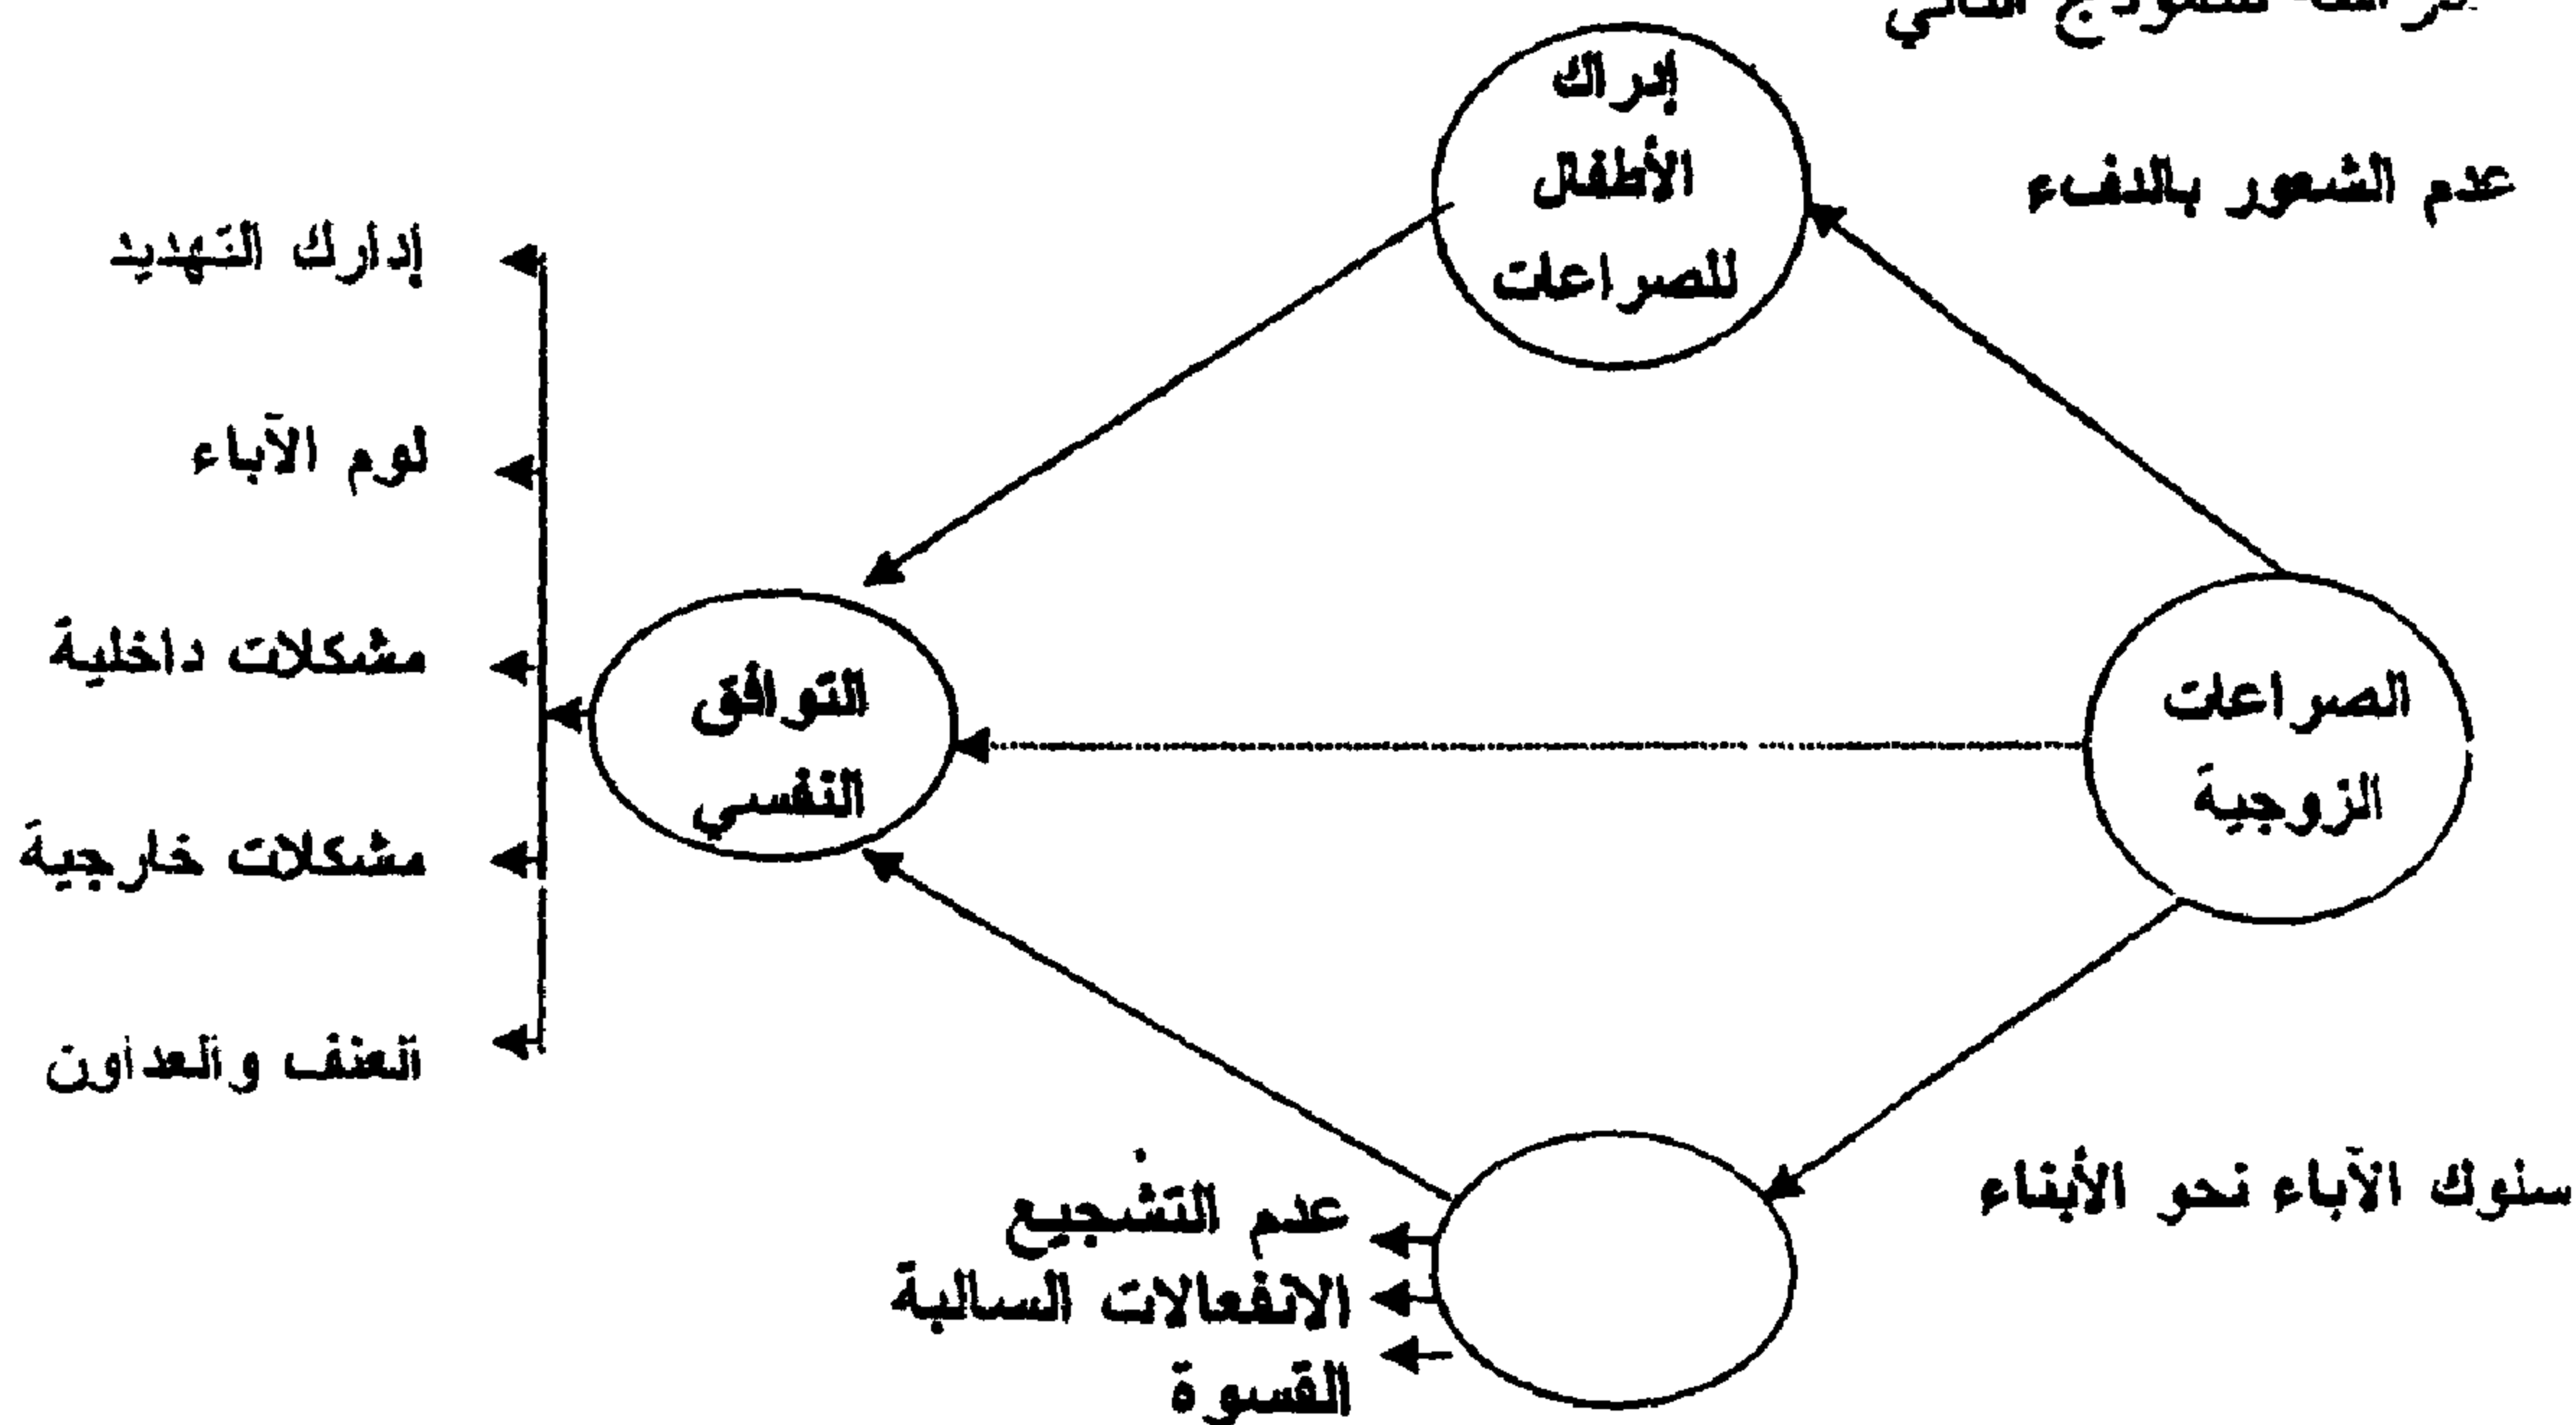 إدراك
الأطفال
للصراعات
عدم الشعور بالدفء
إدارك التهديد
لوم الآباء
مشكلات داخلية
مشكلات خارجية
العنف والعداون
التوافق
النفسي
الصراعات
الزوجية
سلوك الآباء نحو الأبناء
عدم التشجيع
الانفعالات السالبة
القسوة